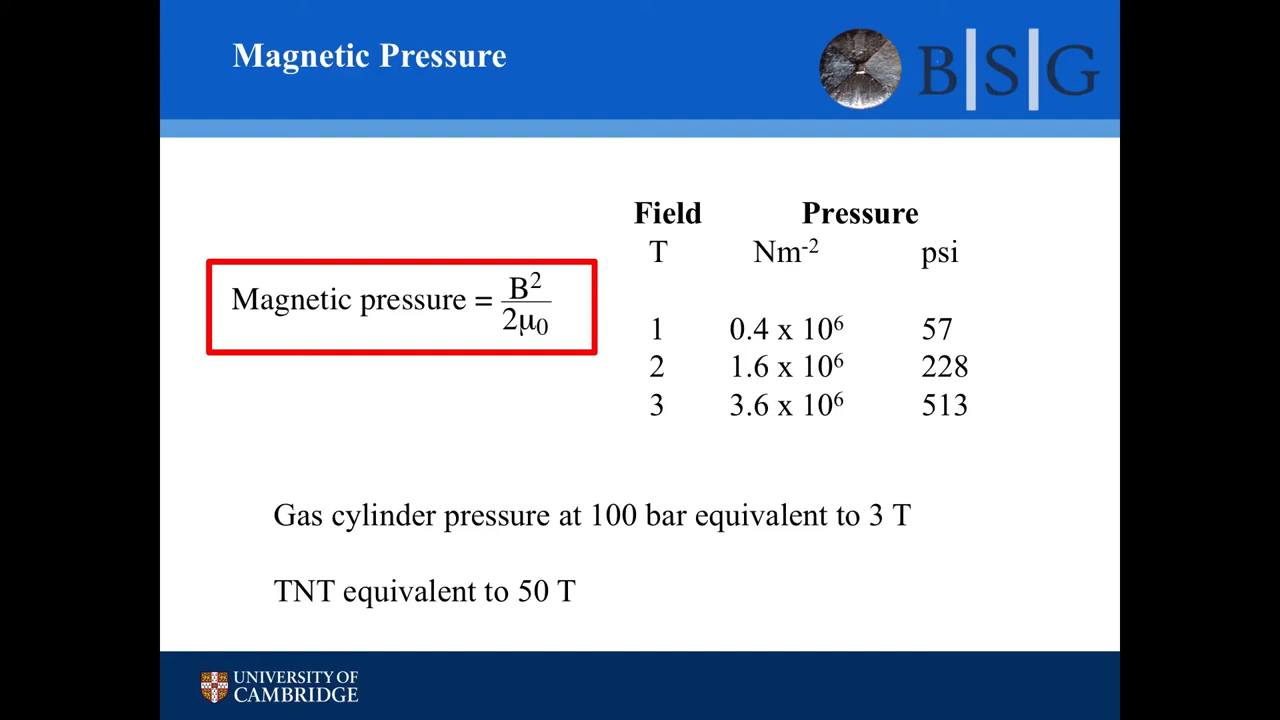 Magnetic Pressure
B|S|G
Field Pressure
T Nm⁻² psi
Magnetic pressure = B²/2μ₀
1 0.4 x 10⁶ 57
2 1.6 x 10⁶ 228
3 3.6 x 10⁶ 513
Gas cylinder pressure at 100 bar equivalent to 3 T
TNT equivalent to 50 T
UNIVERSITY OF
CAMBRIDGE